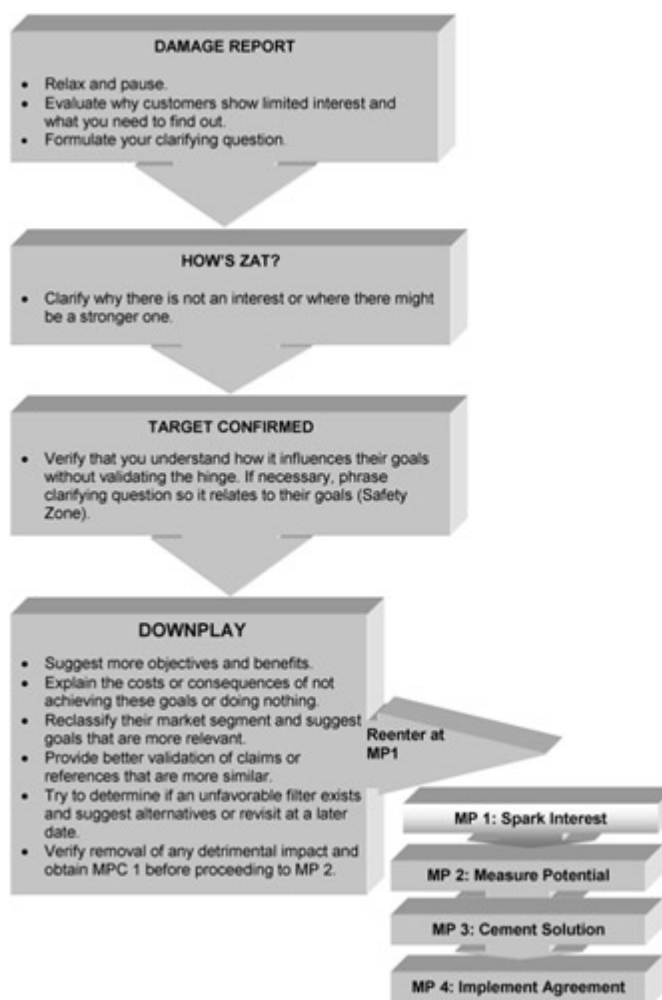 DAMAGE REPORT
• Relax and pause.
• Evaluate why customers show limited interest and
what you need to find out.
• Formulate your clarifying question.
HOW'S ZAT?
• Clarify why there is not an interest or where there might
be a stronger one.
TARGET CONFIRMED
• Verify that you understand how it influences their goals
without validating the hinge. If necessary, phrase
clarifying question so it relates to their goals (Safety
Zone).
DOWNPLAY
• Suggest more objectives and benefits.
• Explain the costs or consequences of not
achieving these goals or doing nothing.
• Reclassify their market segment and suggest
goals that are more relevant.
• Provide better validation of claims or
references that are more similar.
• Try to determine if an unfavorable filter exists
and suggest alternatives or revisit at a later
date.
• Verify removal of any detrimental impact and
obtain MPC 1 before proceeding to MP 2.
Reenter at
MP1
MP 1: Spark Interest
MP 2: Measure Potential
MP 3: Cement Solution
MP 4: Implement Agreement